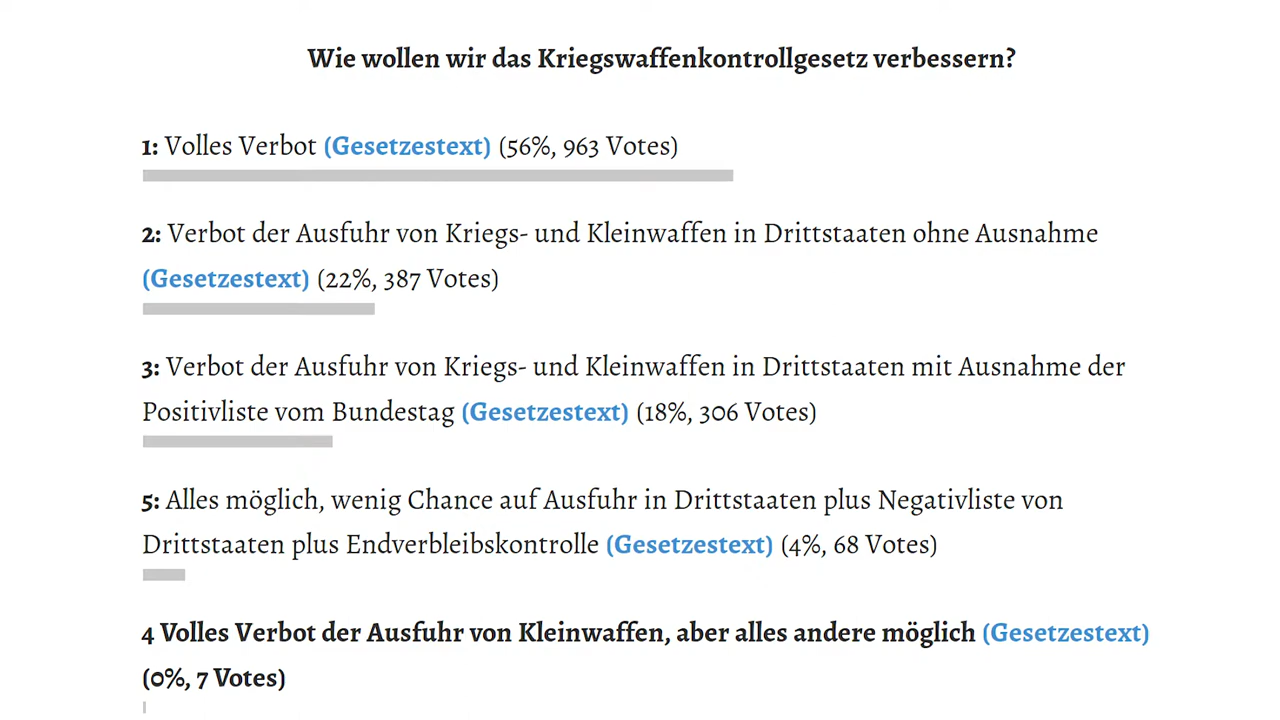 Wie wollen wir das Kriegswaffenkontrollgesetz verbessern?
1: Volles Verbot (Gesetzestext) (56%, 963 Votes)
2: Verbot der Ausfuhr von Kriegs- und Kleinwaffen in Drittstaaten ohne Ausnahme
(Gesetzestext) (22%, 387 Votes)
3: Verbot der Ausfuhr von Kriegs- und Kleinwaffen in Drittstaaten mit Ausnahme der
Positivliste vom Bundestag (Gesetzestext) (18%, 306 Votes)
5: Alles möglich, wenig Chance auf Ausfuhr in Drittstaaten plus Negativliste von
Drittstaaten plus Endverbleibskontrolle (Gesetzestext) (4%, 68 Votes)
4 Volles Verbot der Ausfuhr von Kleinwaffen, aber alles andere möglich (Gesetzestext)
(0%, 7 Votes)